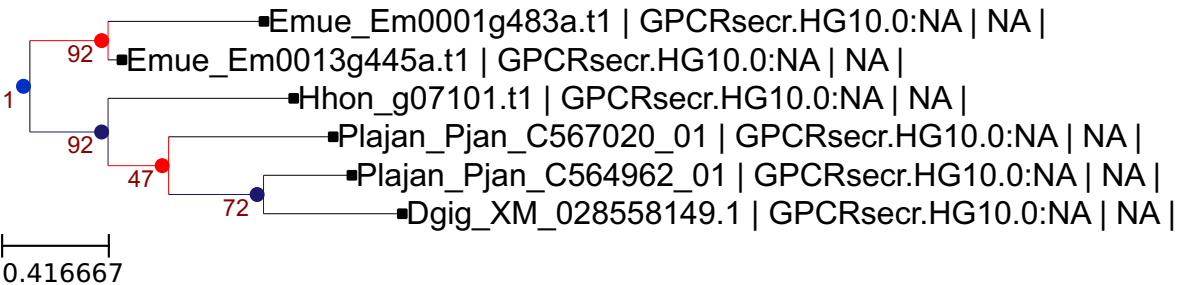 Emue_Em0001g483a.t1 | GPCRsecr.HG10.0:NA | NA |
92
Emue_Em0013g445a.t1 | GPCRsecr.HG10.0:NA | NA |
1
Hhon_g07101.t1 | GPCRsecr.HG10.0:NA | NA |
92
Plajan_Pjan_C567020_01 | GPCRsecr.HG10.0:NA | NA |
47
Plajan_Pjan_C564962_01 | GPCRsecr.HG10.0:NA | NA |
72
Dgig_XM_028558149.1 | GPCRsecr.HG10.0:NA | NA |
0.416667